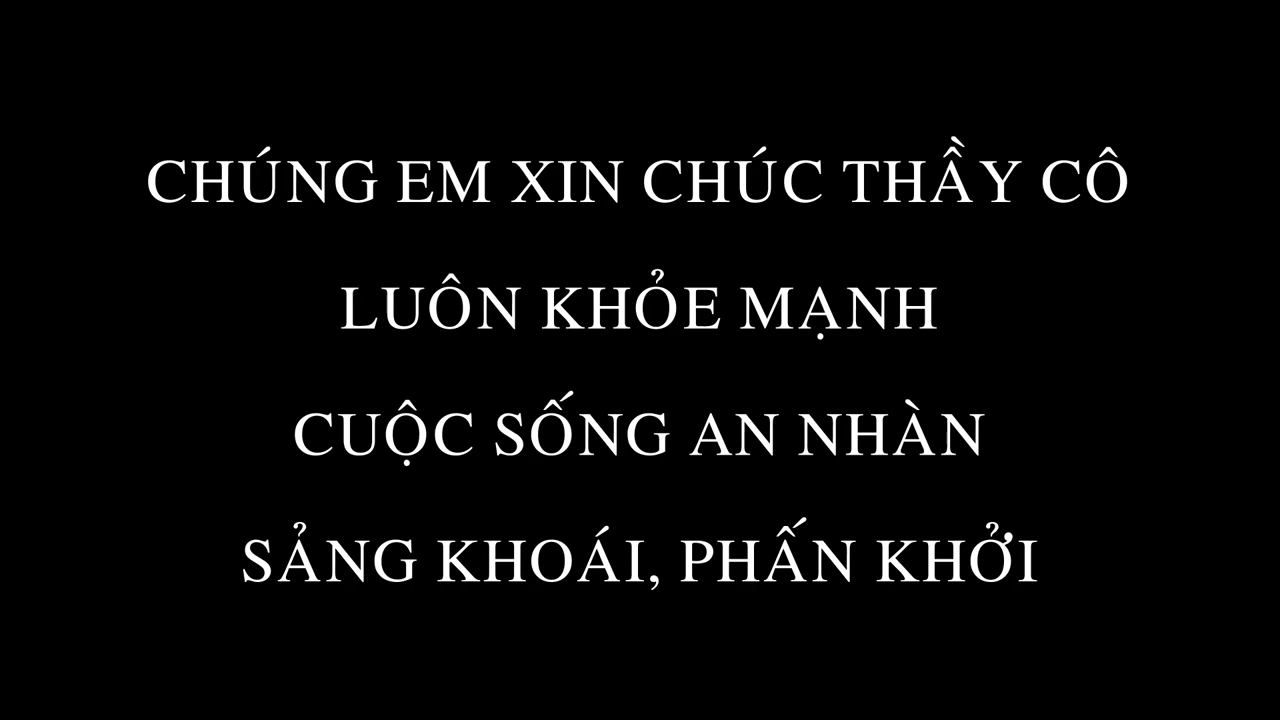 CHÚNG EM XIN CHÚC THẦY CÔ
LUÔN KHỎE MẠNH
CUỘC SỐNG AN NHÀN
SẢNG KHOÁI, PHẤN KHỞI